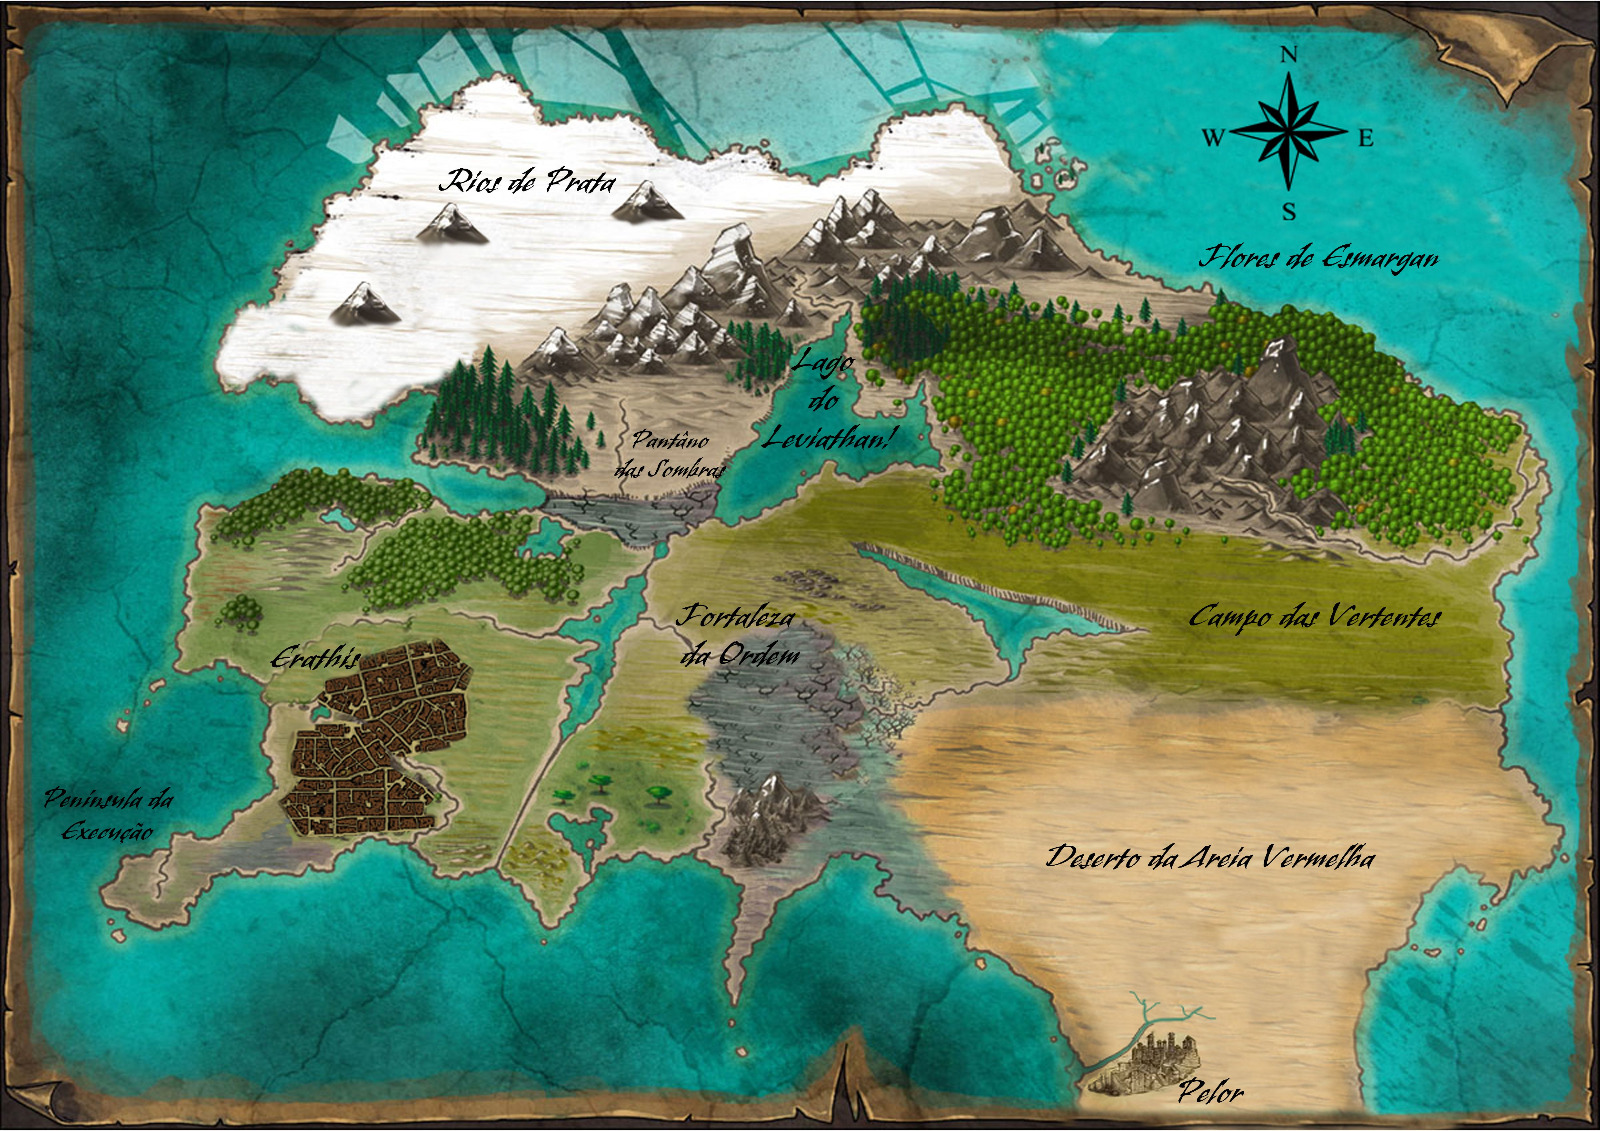 N
W E
S
Rios de Prata
Flores de Esmargan
Lago
do
Leviathan!
Pantâno
das Sombras
Fortaleza
da Ordem
Campo das Vertentes
Erathis
Peninsula da
Execução
Deserto da Areia Vermelha
Pelor